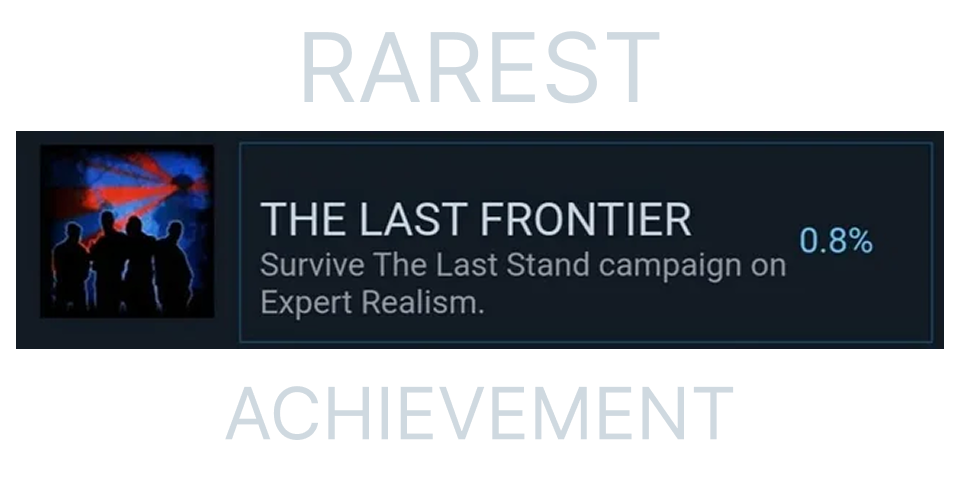 RAREST
THE LAST FRONTIER
Survive The Last Stand campaign on
Expert Realism.
0.8%
ACHIEVEMENT